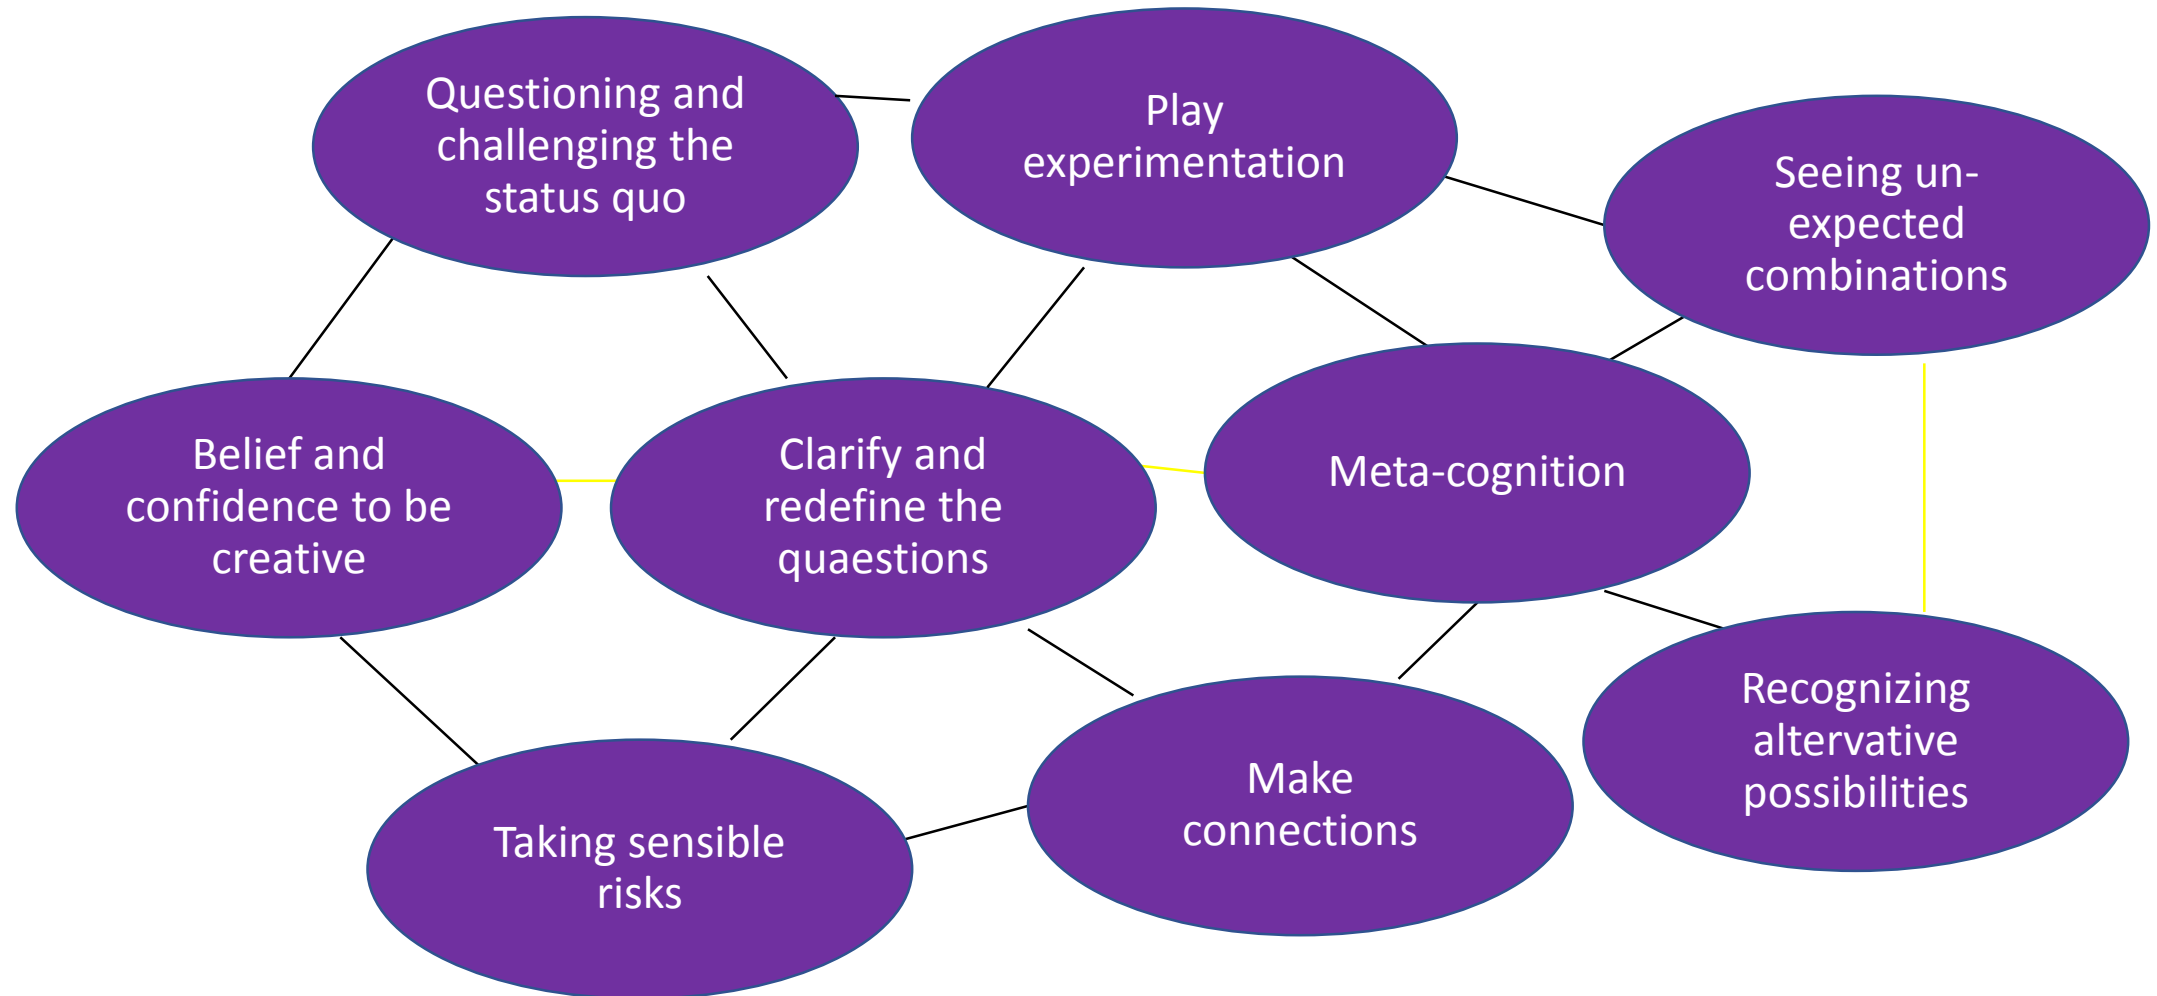 Questioning and
challenging the
status quo
Play
experimentation
Seeing un-
expected
combinations
Belief and
confidence to be
creative
Clarify and
redefine the
quaestions
Meta-cognition
Recognizing
altervative
possibilities
Taking sensible
risks
Make
connections